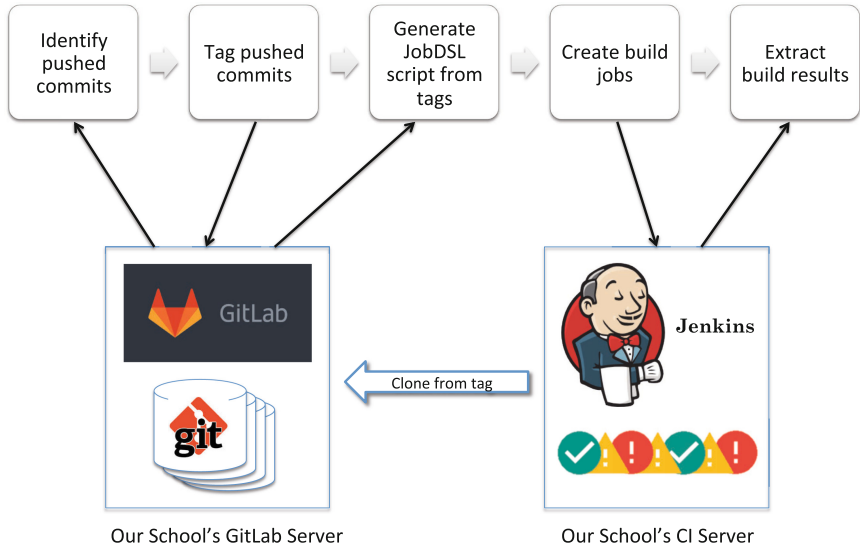 Identify
pushed
commits
Tag pushed
commits
Generate
JobDSL
script from
tags
Create build
jobs
Extract
build results
GitLab
git
Clone from tag
Jenkins
Our School's GitLab Server
Our School's CI Server